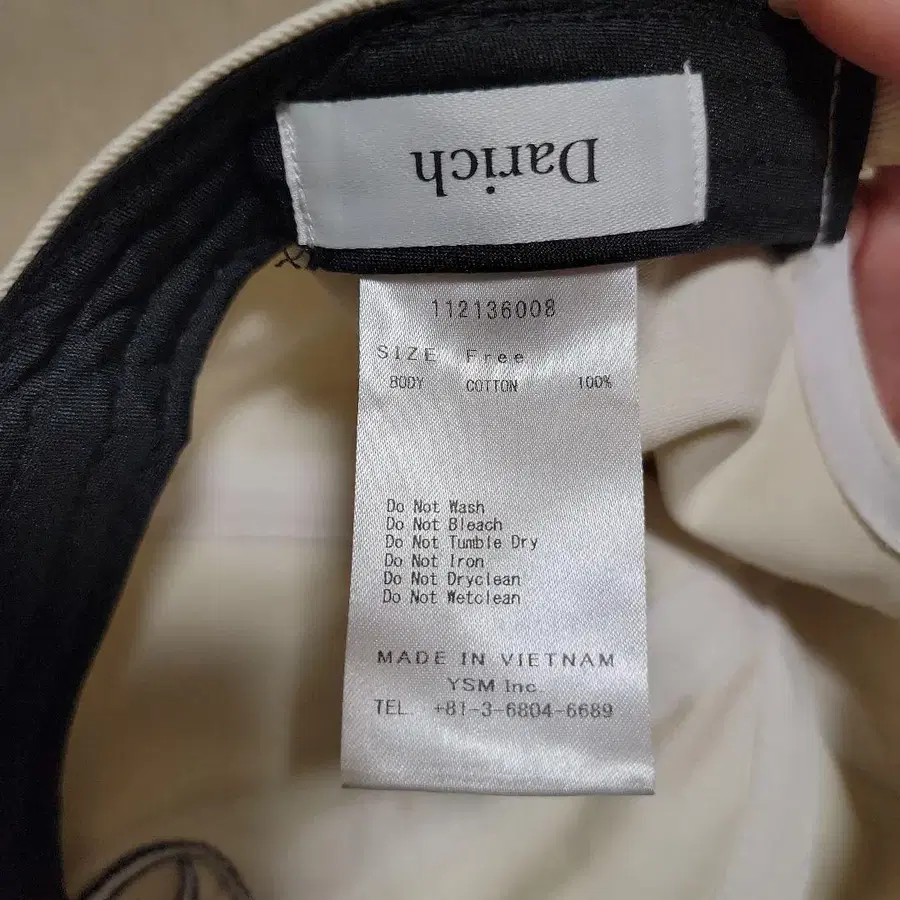 Darich
112136008
SIZE Free
BODY COTTON 100%
Do Not Wash
Do Not Bleach
Do Not Tumble Dry
Do Not Iron
Do Not Dryclean
Do Not Wetclean
MADE IN VIETNAM
YSM Inc
TEL. +81-3-6804-6689